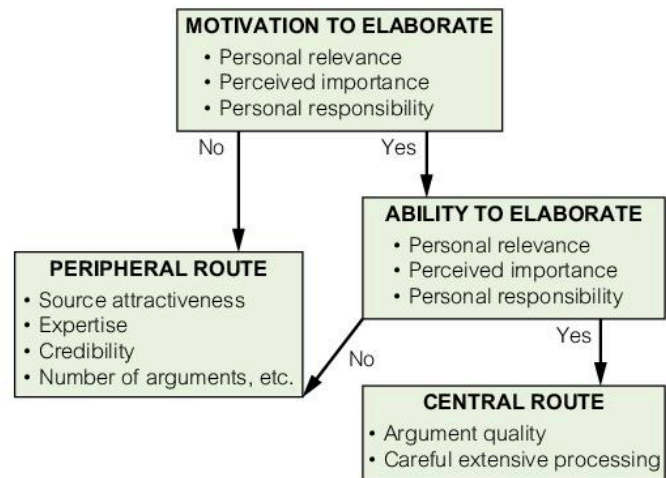 MOTIVATION TO ELABORATE
• Personal relevance
• Perceived importance
• Personal responsibility
No
Yes
ABILITY TO ELABORATE
• Personal relevance
• Perceived importance
• Personal responsibility
PERIPHERAL ROUTE
• Source attractiveness
• Expertise
• Credibility
• Number of arguments, etc.
No
Yes
CENTRAL ROUTE
• Argument quality
• Careful extensive processing